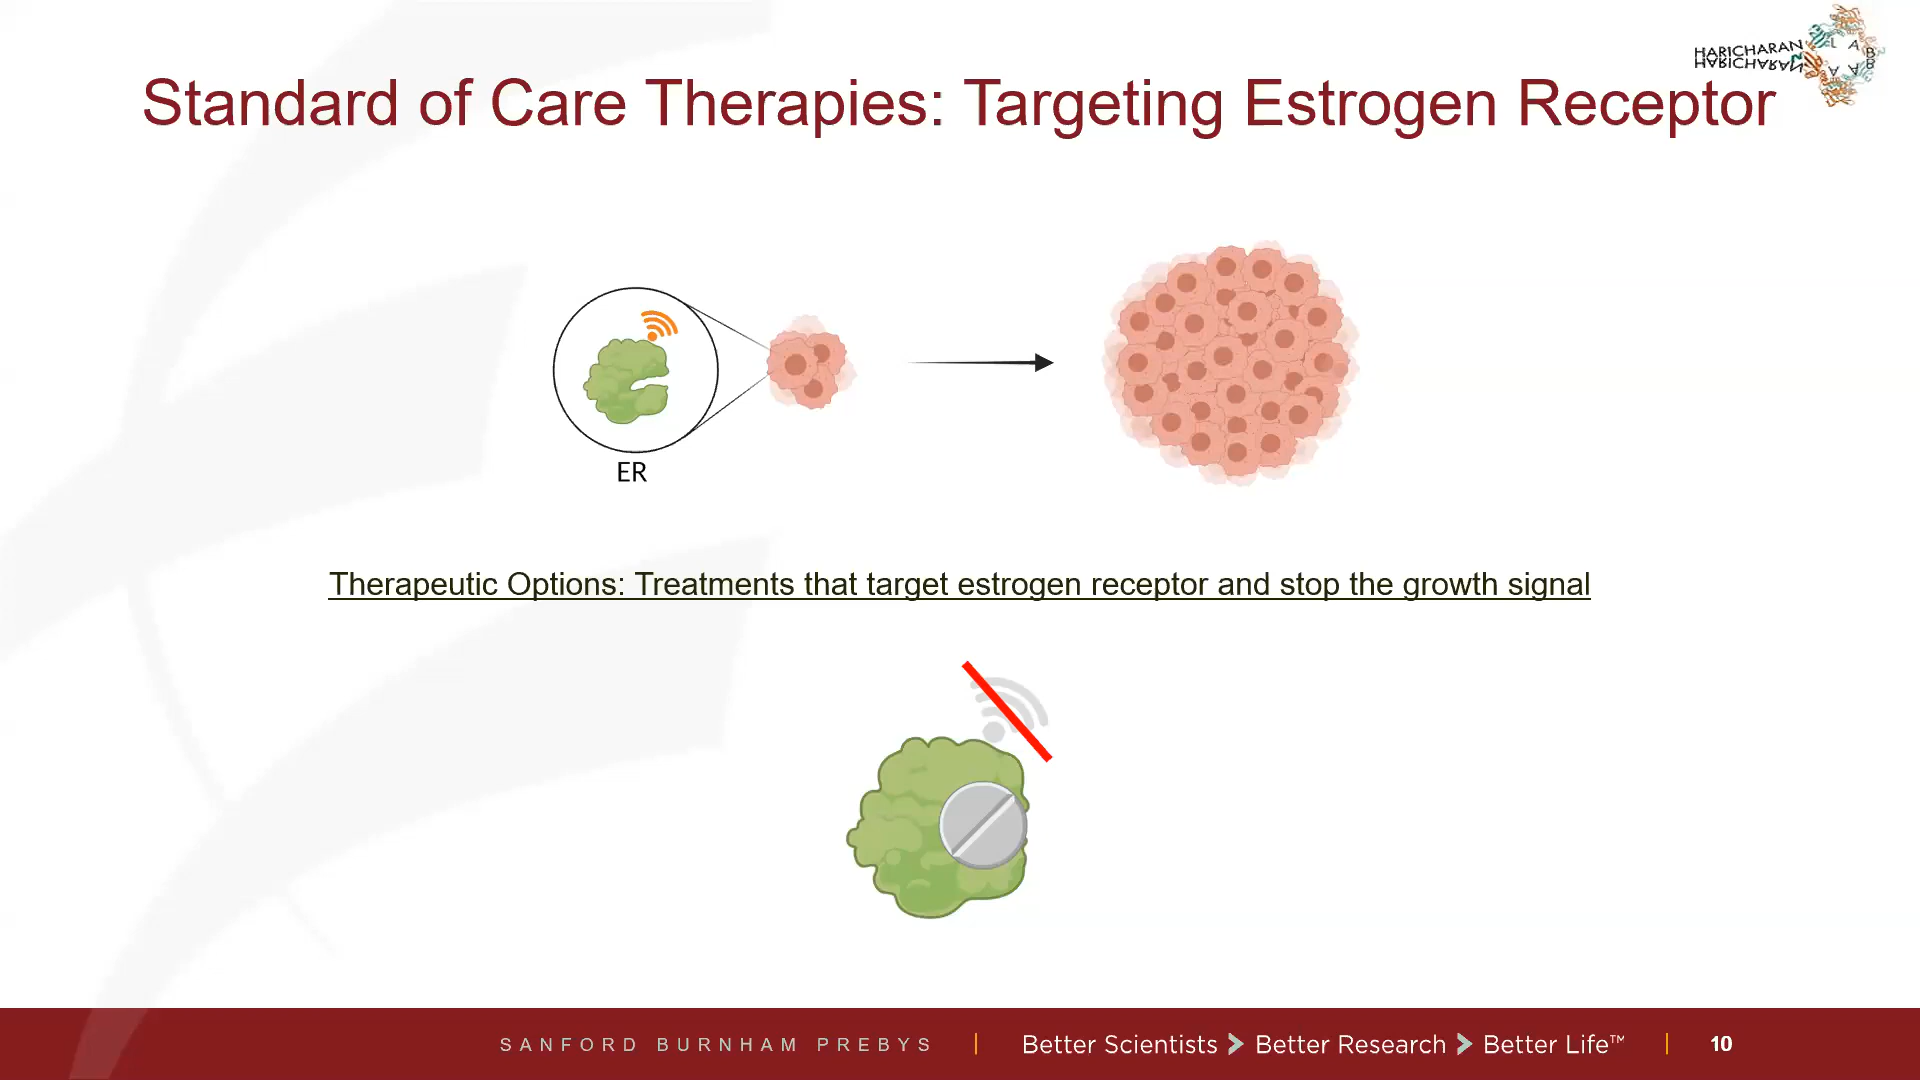 HARICHARAN
LAB
Standard of Care Therapies: Targeting Estrogen Receptor
ER
Therapeutic Options: Treatments that target estrogen receptor and stop the growth signal
SANFORD BURNHAM PREBYS | Better Scientists > Better Research > Better Life™ | 10